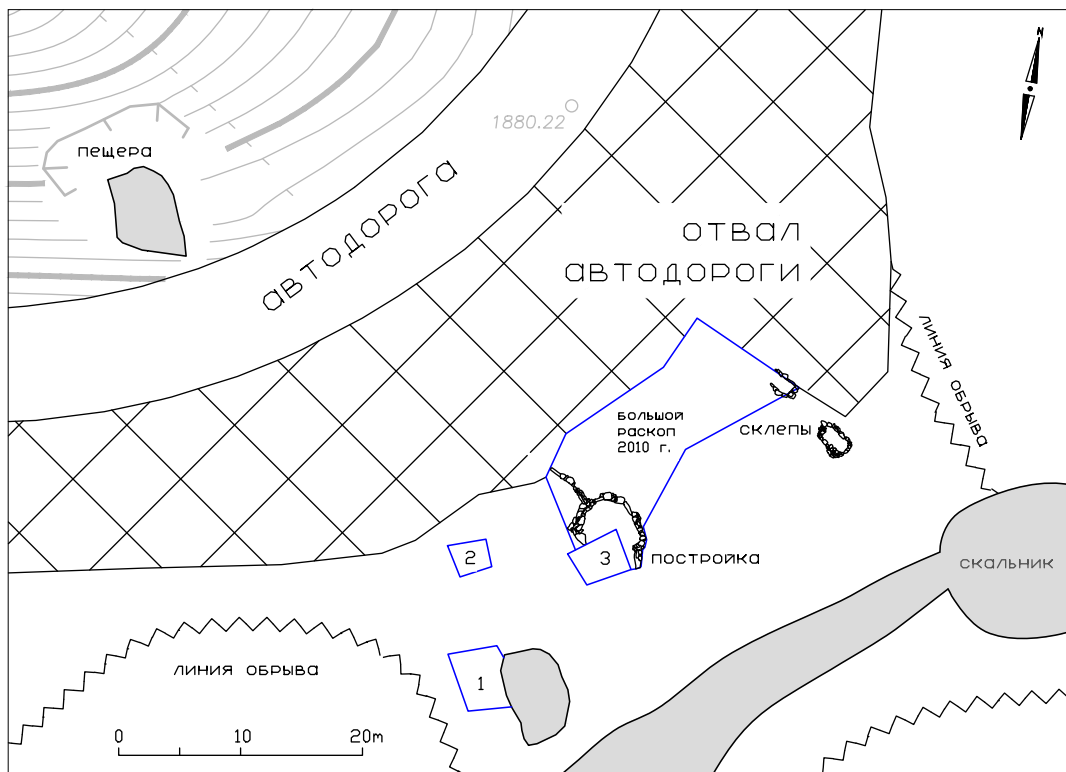 N
1880.22
пещера
автодорога
отвал
автодороги
линия обрыва
большой
раскоп
2010 г.
склепы
2
3
постройка
скальник
линия обрыва
1
0
10
20m